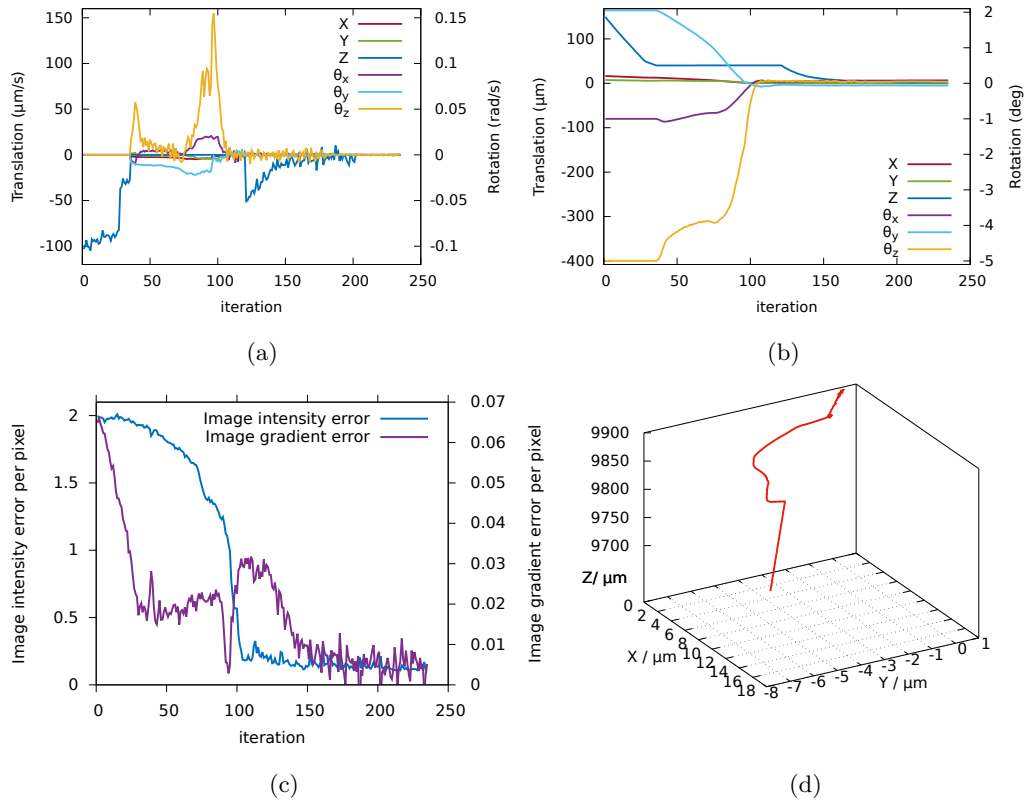 150
100
50
0
-50
-100
0.15
0.1
0.05
0
-0.05
-0.1
0 50 100 150 200 250
Translation (μm/s)
Rotation (rad/s)
iteration
X
Y
Z
θx
θy
θz
(a)
100
0
-100
-200
-300
-400
2
1
0
-1
-2
-3
-4
-5
0 50 100 150 200 250
Translation (μm)
Rotation (deg)
iteration
X
Y
Z
θx
θy
θz
(b)
2
1.5
1
0.5
0
0.07
0.06
0.05
0.04
0.03
0.02
0.01
0
0 50 100 150 200 250
Image intensity error per pixel
Image gradient error per pixel
iteration
Image intensity error
Image gradient error
(c)
9900
9850
9800
9750
9700
Z/ μm
0 2 4 6 8 10 12 14 16 18
X / μm
-8 -7 -6 -5 -4 -3 -2 -1 0 1
Y / μm
(d)